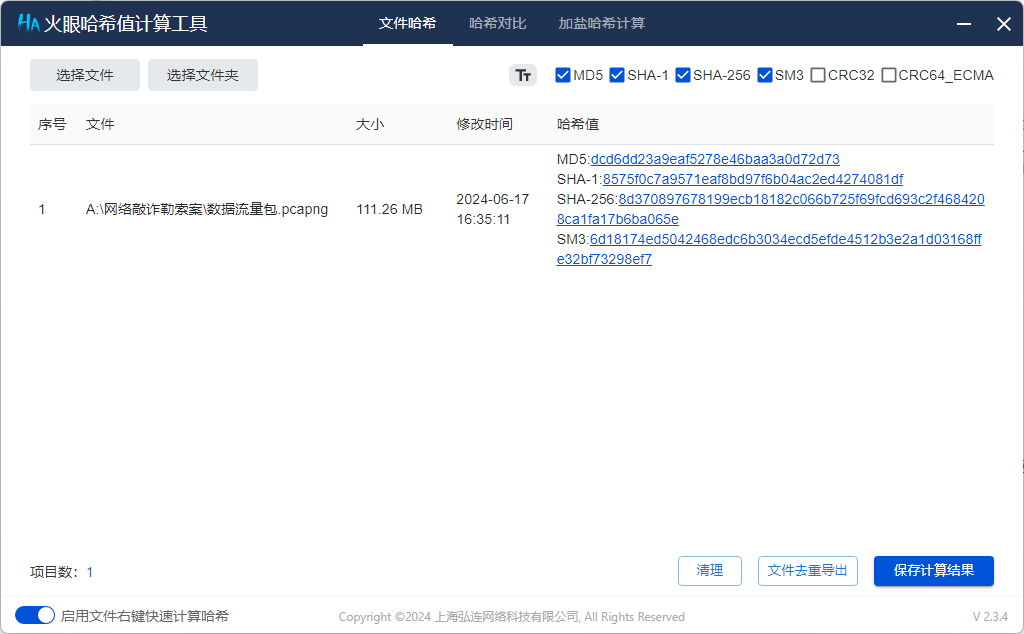 HA 火眼哈希值计算工具 文件哈希 哈希对比 加盐哈希计算
选择文件 选择文件夹 Tт MD5 SHA-1 SHA-256 SM3 CRC32 CRC64_ECMA
序号 文件 大小 修改时间 哈希值
1 A:\网络敲诈勒索案\数据流量包.pcapng 111.26 MB
2024-06-17
16:35:11
MD5:dcd6dd23a9eaf5278e46baa3a0d72d73
SHA-1:8575f0c7a9571eaf8bd97f6b04ac2ed4274081df
SHA-256:8d370897678199ecb18182c066b725f69fcd693c2f468420
8ca1fa17b6ba065e
SM3:6d18174ed5042468edc6b3034ecd5efde4512b3e2a1d03168ff
e32bf73298ef7
项目数: 1 清理 文件去重导出 保存计算结果
启用文件右键快速计算哈希 Copyright ©2024 上海弘连网络科技有限公司, All Rights Reserved V 2.3.4